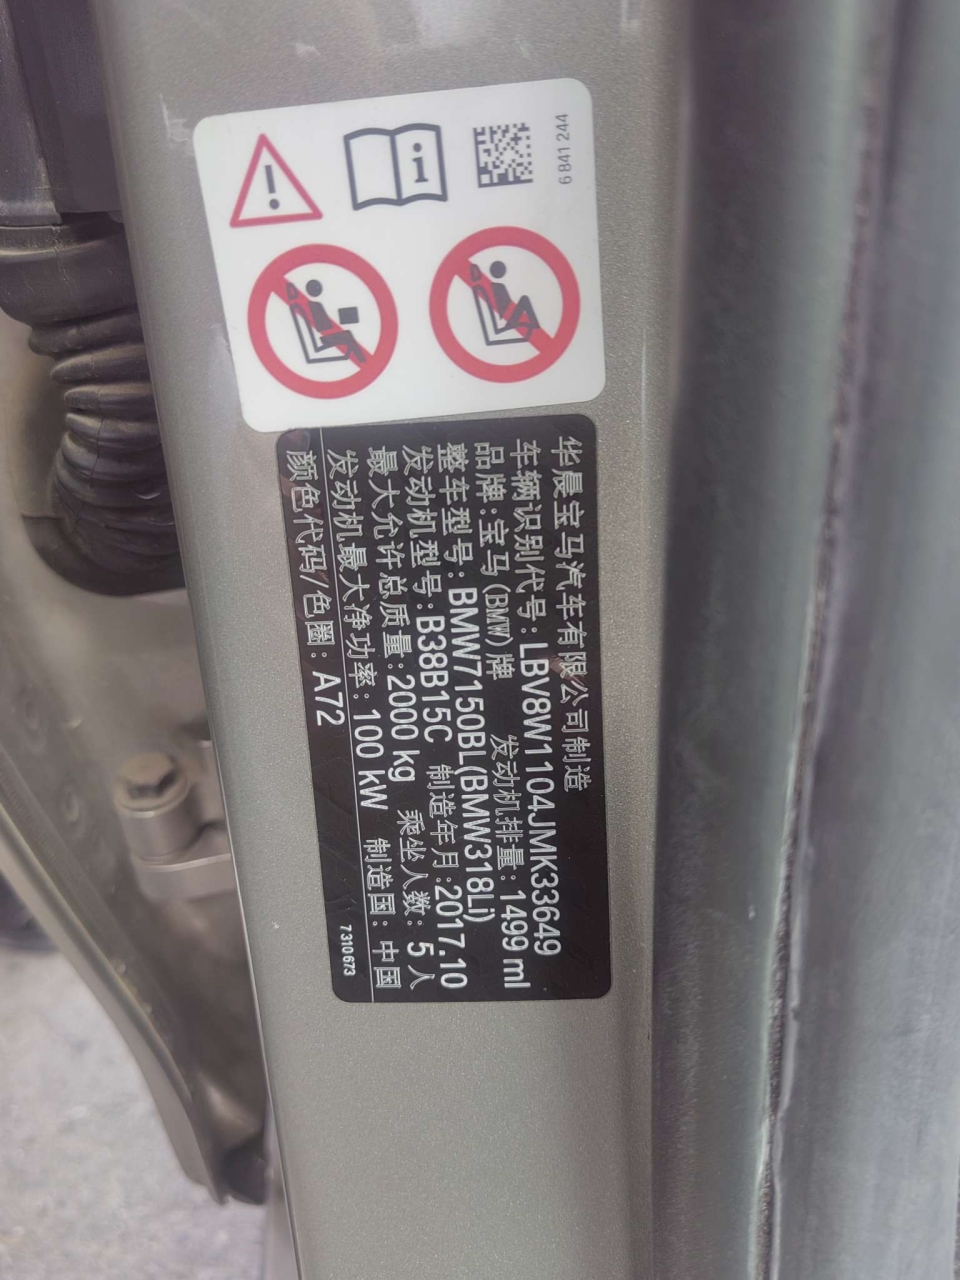 6 841 244
华晨宝马汽车有限公司制造
车辆识别代号:LBV8W1104JMK33649
品牌:宝马(BMW)牌 发动机排量:1499 ml
整车型号:BMW7150BL(BMW318Li)
发动机型号:B38B15C 制造年月:2017.10
最大允许总质量:2000 kg 乘坐人数:5人
发动机最大净功率:100 kW 制造国:中国
颜色代码/色圈:A72 7 310 673